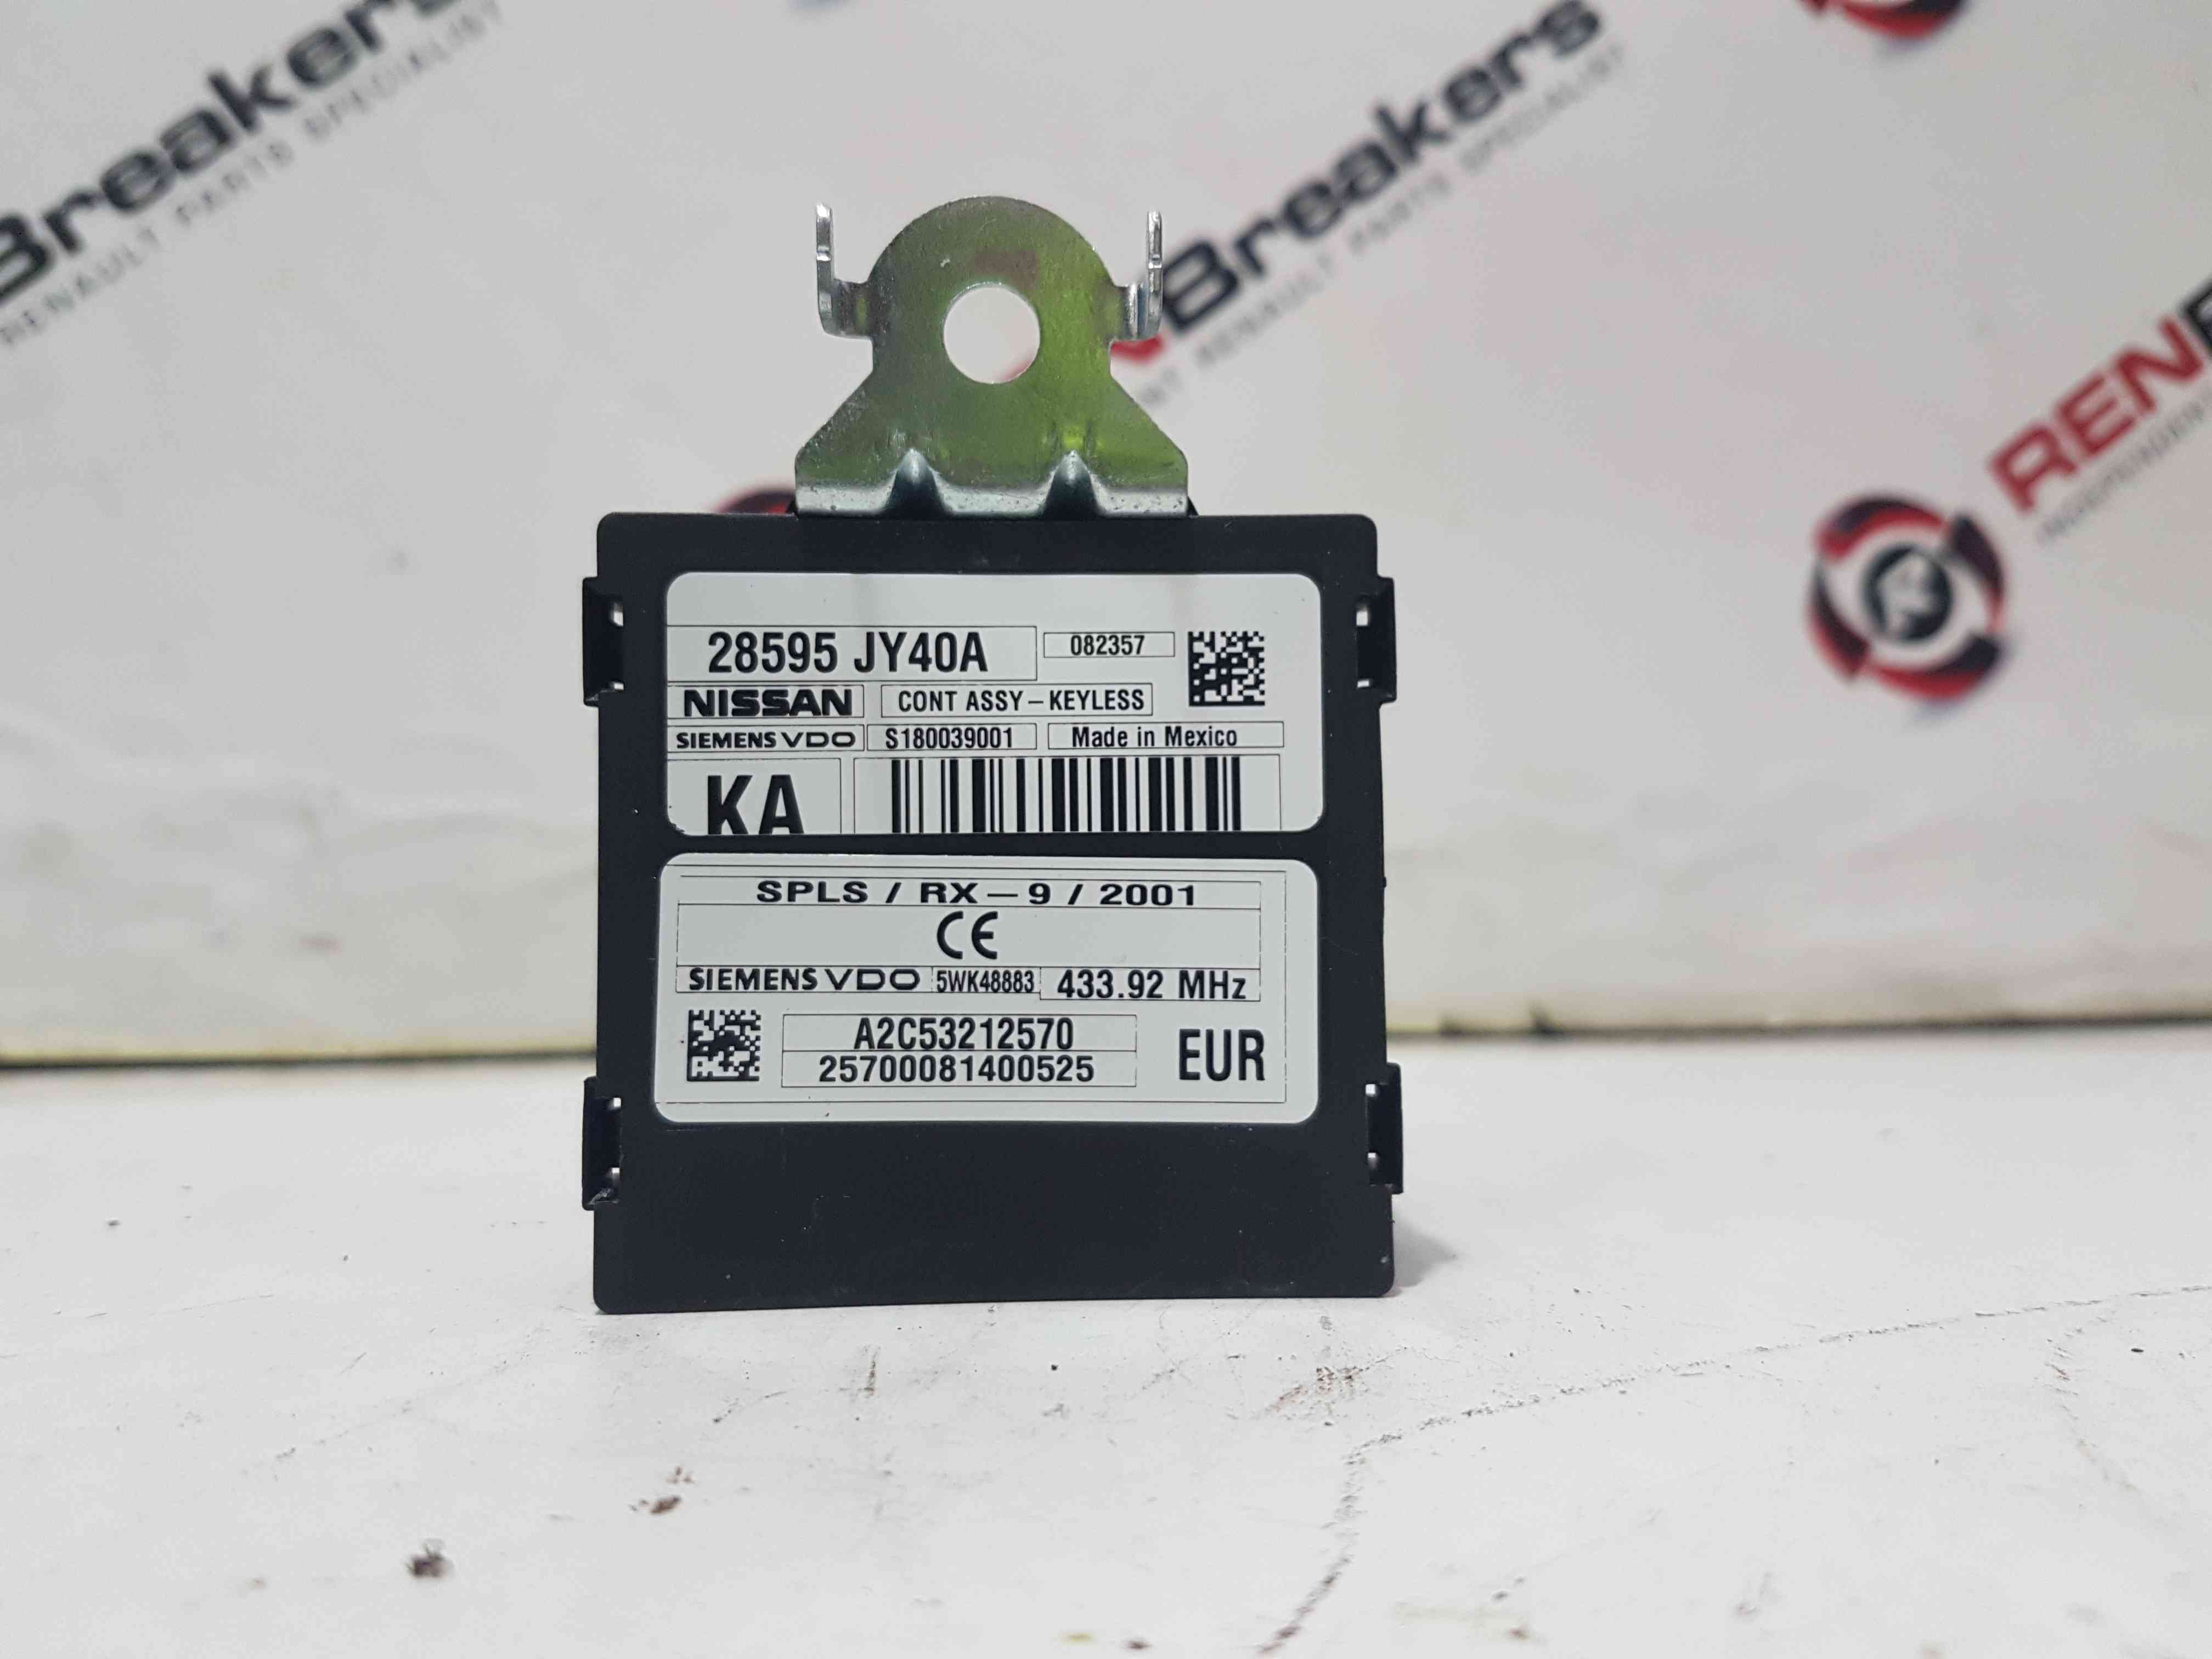 Breakers
RENAULT PARTS SPECIALIST
Breakers
RENAULT PARTS SPECIALIST
REN
INDEPENDENT
28595 JY40A
082357
NISSAN
CONT ASSY – KEYLESS
SIEMENS VDO
S180039001
Made in Mexico
KA
SPLS / RX – 9 / 2001
CE
SIEMENS VDO
5WK48883
433.92 MHz
A2C53212570
25700081400525
EUR